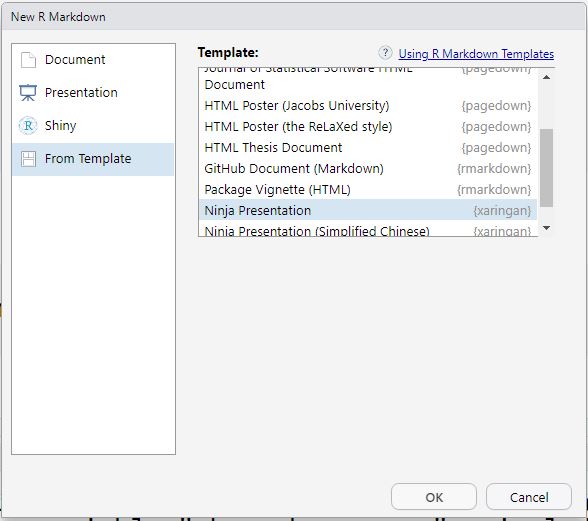 New R Markdown
Document
Presentation
R Shiny
From Template
Template:
? Using R Markdown Templates
Journal of Statistical Software HTML {pagedown}
Document
HTML Poster (Jacobs University) {pagedown}
HTML Poster (the ReLaXed style) {pagedown}
HTML Thesis Document {pagedown}
GitHub Document (Markdown) {rmarkdown}
Package Vignette (HTML) {rmarkdown}
Ninja Presentation {xaringan}
Ninja Presentation (Simplified Chinese) {xaringan}
OK Cancel